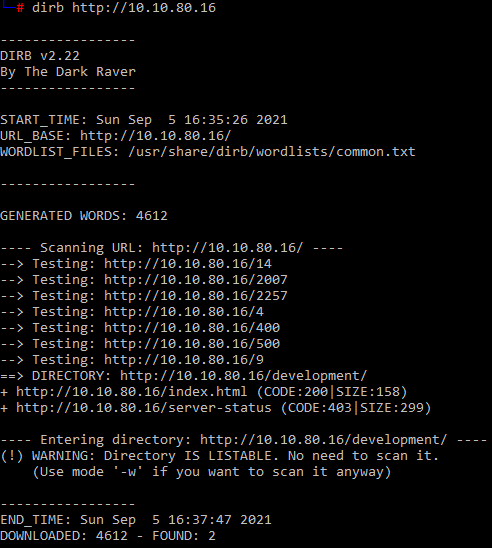 # dirb http://10.10.80.16
-----------------
DIRB v2.22
By The Dark Raver
-----------------
START_TIME: Sun Sep  5 16:35:26 2021
URL_BASE: http://10.10.80.16/
WORDLIST_FILES: /usr/share/dirb/wordlists/common.txt
-----------------
GENERATED WORDS: 4612
---- Scanning URL: http://10.10.80.16/ ----
--> Testing: http://10.10.80.16/14
--> Testing: http://10.10.80.16/2007
--> Testing: http://10.10.80.16/2257
--> Testing: http://10.10.80.16/4
--> Testing: http://10.10.80.16/400
--> Testing: http://10.10.80.16/500
--> Testing: http://10.10.80.16/9
==> DIRECTORY: http://10.10.80.16/development/
+ http://10.10.80.16/index.html (CODE:200|SIZE:158)
+ http://10.10.80.16/server-status (CODE:403|SIZE:299)
---- Entering directory: http://10.10.80.16/development/ ----
(!) WARNING: Directory IS LISTABLE. No need to scan it.
    (Use mode '-w' if you want to scan it anyway)
-----------------
END_TIME: Sun Sep  5 16:37:47 2021
DOWNLOADED: 4612 - FOUND: 2